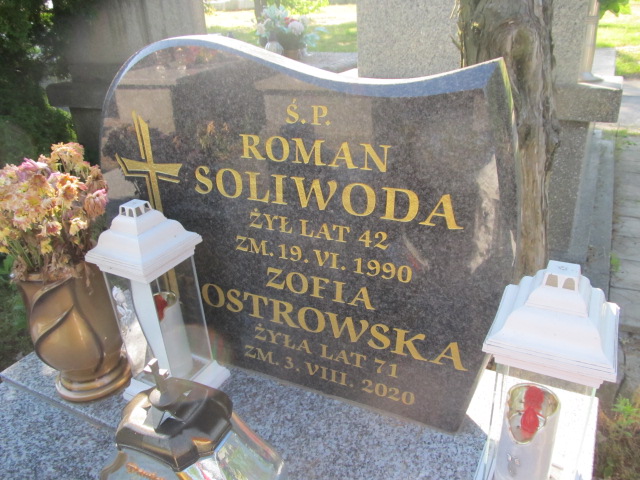 Ś.P.
ROMAN
SOLIWODA
ŻYŁ LAT 42
ZM. 19. VI. 1990
ZOFIA
OSTROWSKA
ŻYŁA LAT 71
ZM. 3. VIII. 2020